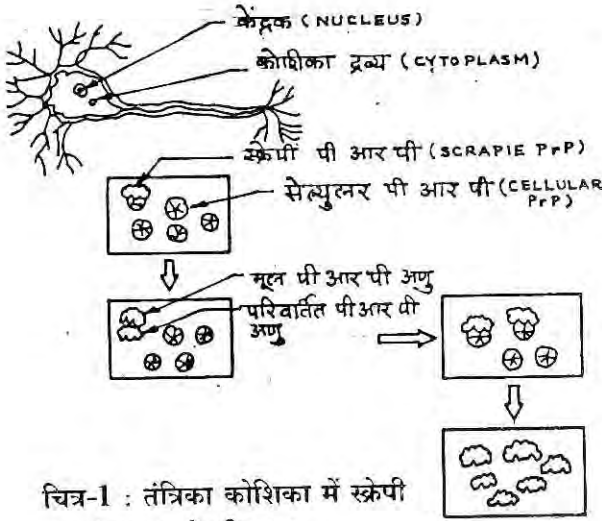 केंद्रक (NUCLEUS)
कोशिका द्रव्य (CYTOPLASM)
स्क्रेपी पी आर पी (SCRAPIE PrP)
सेल्युलर पी आर पी (CELLULAR
PrP)
मूल पी आर पी अणु
परिवर्तित पी आर पी
अणु
चित्र-1 : तंत्रिका कोशिका में स्क्रेपी